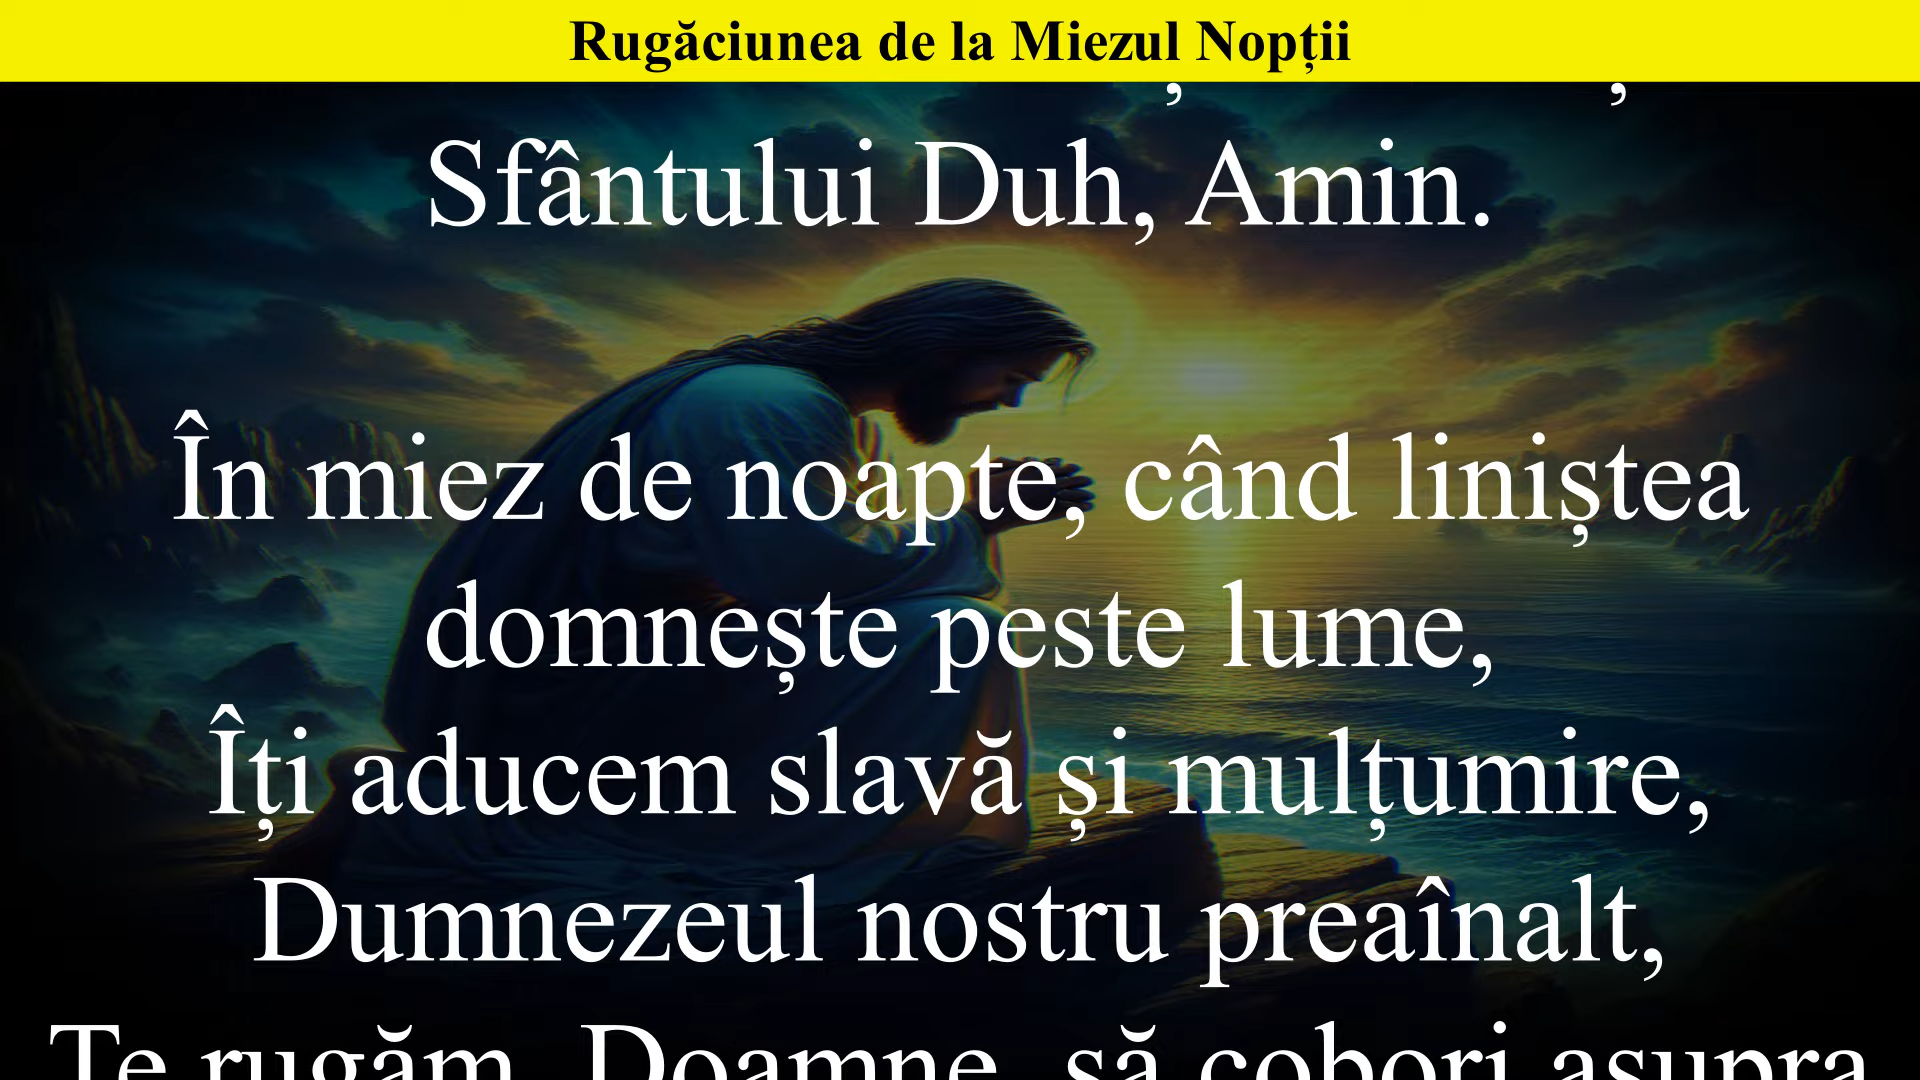 Rugăciunea de la Miezul Nopții
Sfântului Duh, Amin.
În miez de noapte, când liniștea
domnește peste lume,
Îți aducem slavă și mulțumire,
Dumnezeul nostru preaînalt,
Te rugăm, Doamne, să cobori asupra